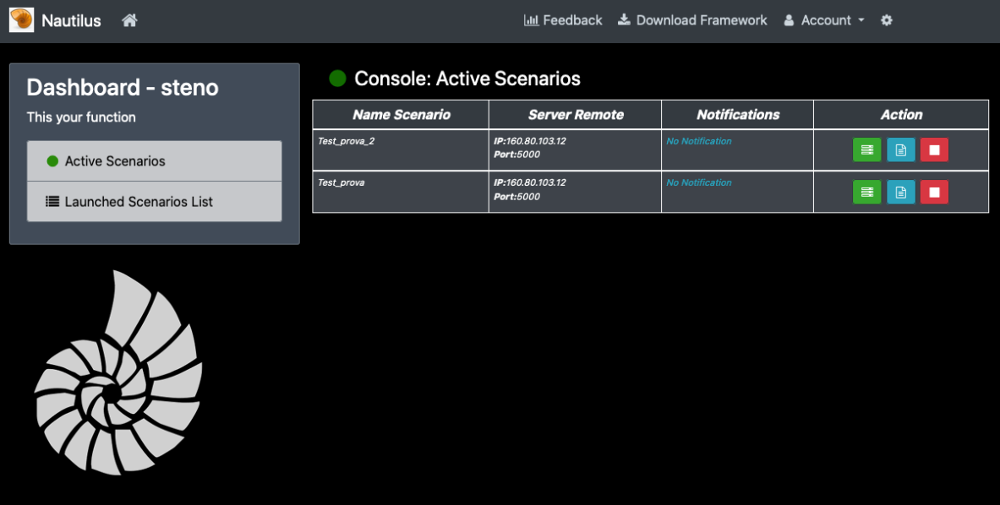 Nautilus
Feedback
Download Framework
Account
Dashboard - steno
This your function
Active Scenarios
Launched Scenarios List
Console: Active Scenarios
Name Scenario
Server Remote
Notifications
Action
Test_prova_2
IP:160.80.103.12
Port:5000
No Notification
Test_prova
IP:160.80.103.12
Port:5000
No Notification